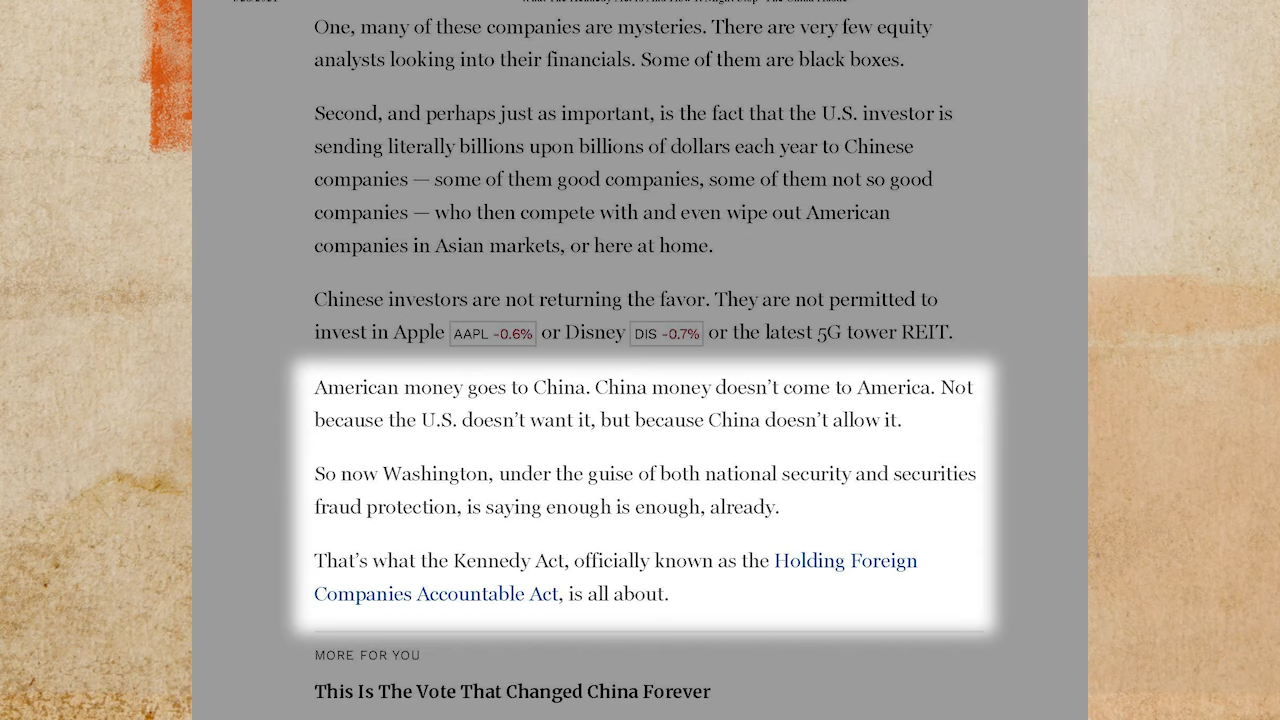 One, many of these companies are mysteries. There are very few equity
analysts looking into their financials. Some of them are black boxes.
Second, and perhaps just as important, is the fact that the U.S. investor is
sending literally billions upon billions of dollars each year to Chinese
companies — some of them good companies, some of them not so good
companies — who then compete with and even wipe out American
companies in Asian markets, or here at home.
Chinese investors are not returning the favor. They are not permitted to
invest in Apple AAPL -0.6% or Disney DIS -0.7% or the latest 5G tower REIT.
American money goes to China. China money doesn’t come to America. Not
because the U.S. doesn’t want it, but because China doesn’t allow it.
So now Washington, under the guise of both national security and securities
fraud protection, is saying enough is enough, already.
That’s what the Kennedy Act, officially known as the Holding Foreign
Companies Accountable Act, is all about.
MORE FOR YOU
This Is The Vote That Changed China Forever